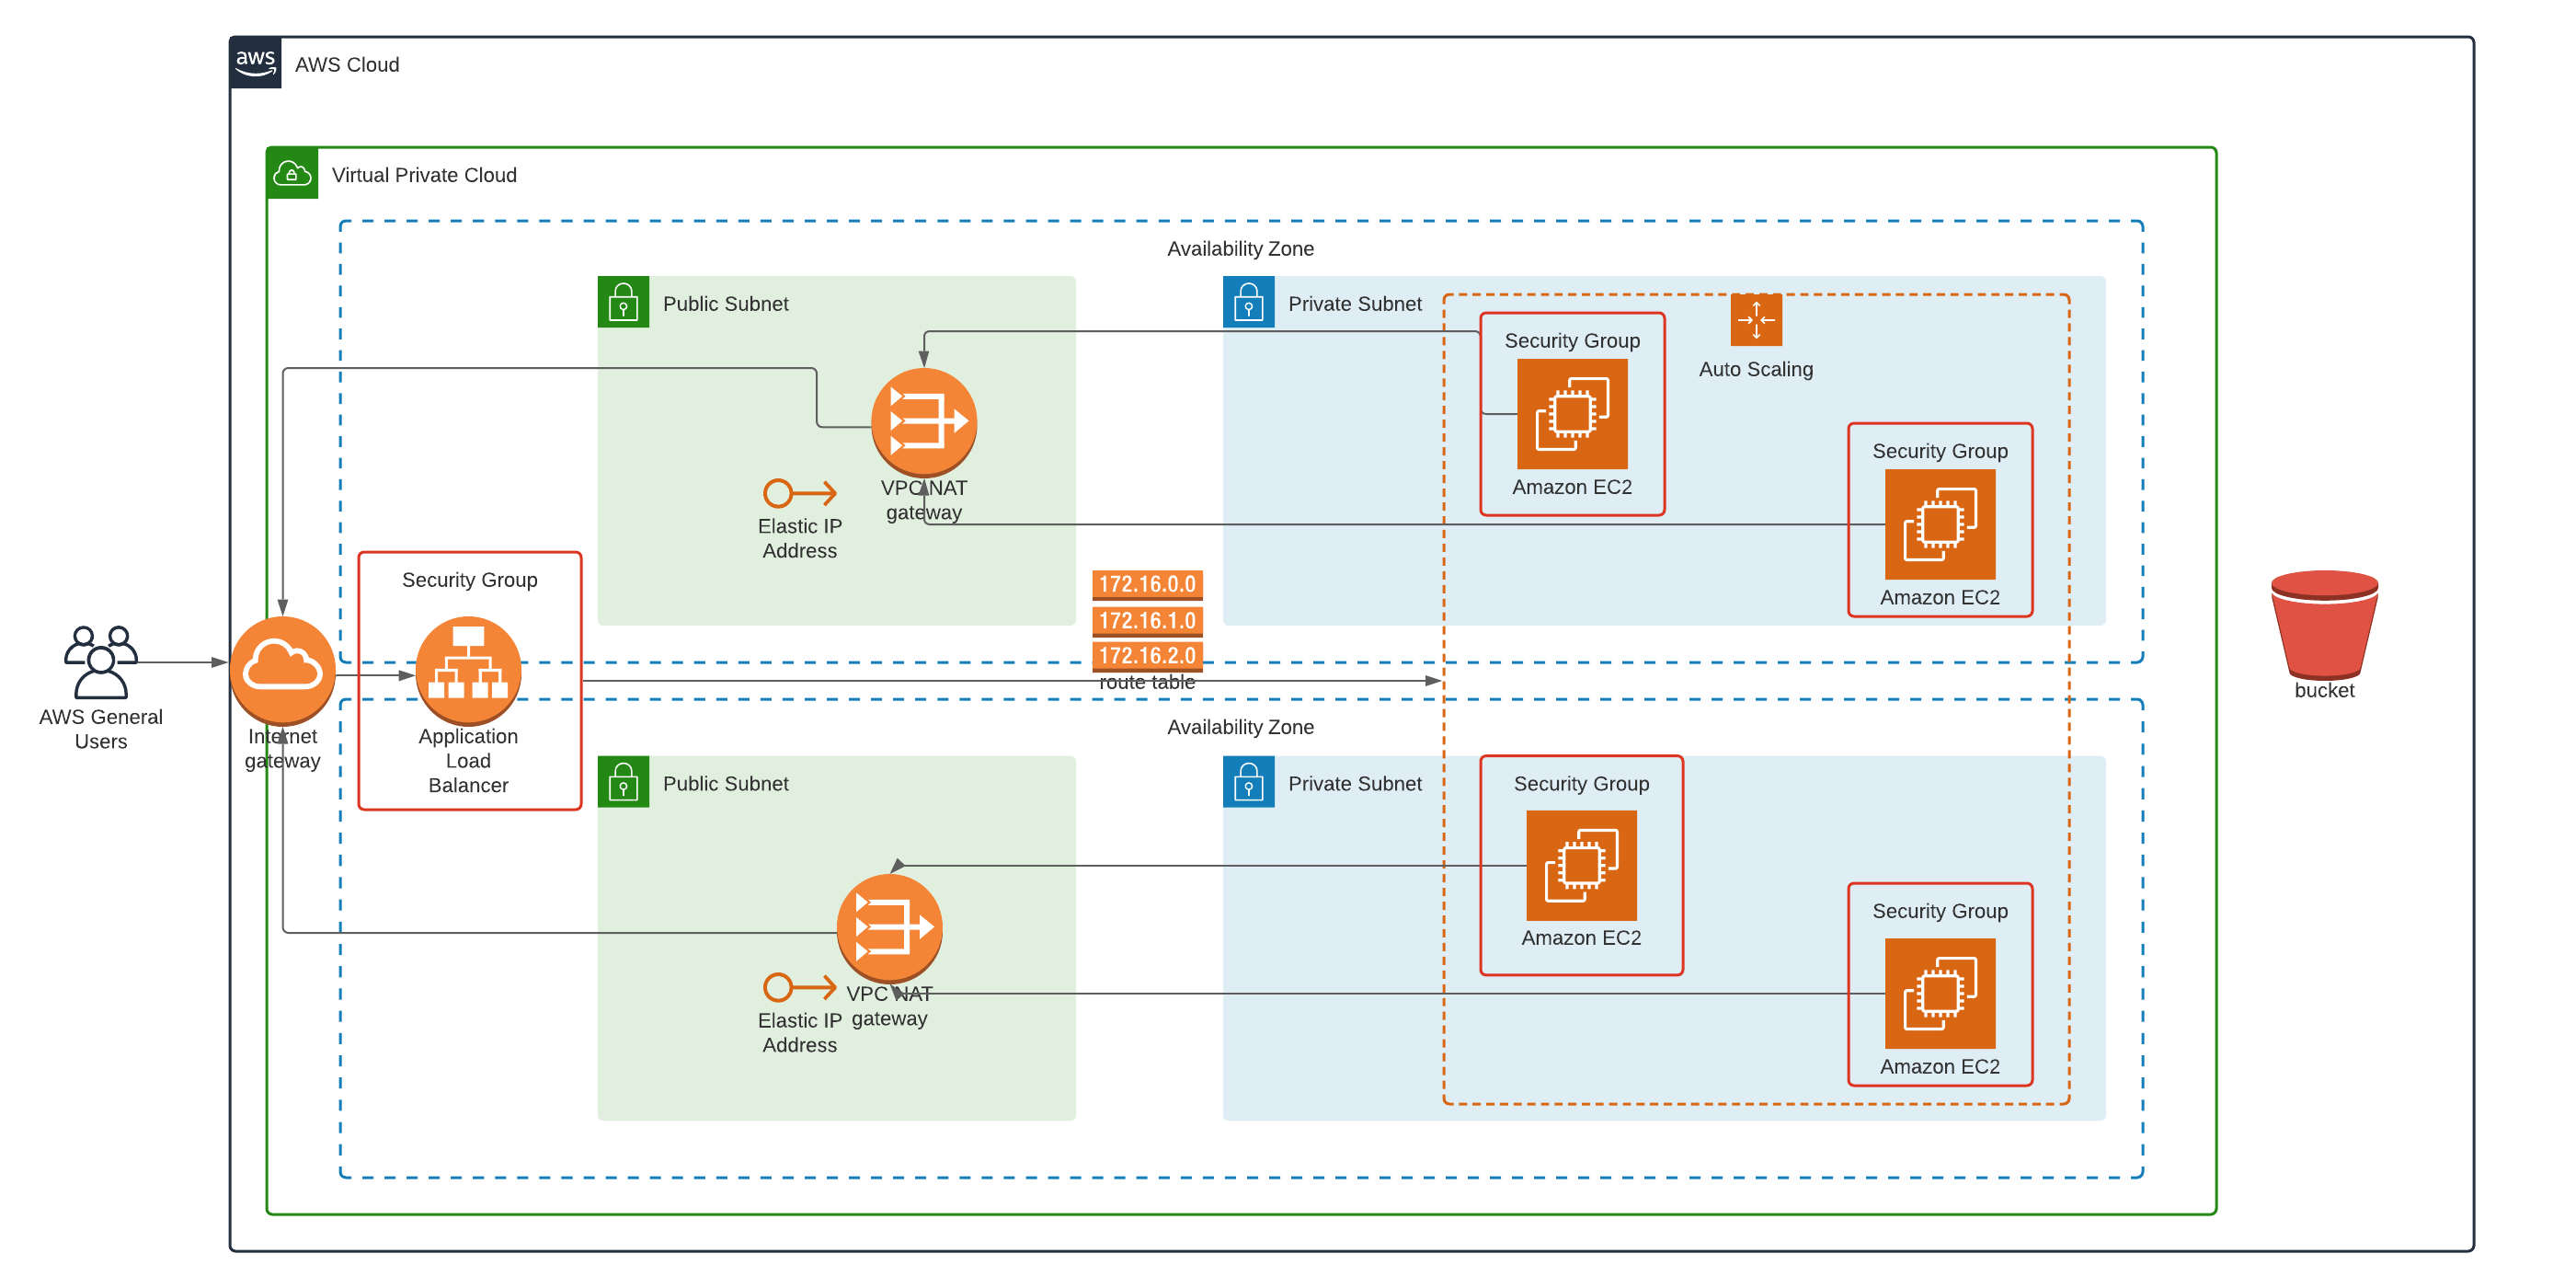 aws
AWS Cloud
Virtual Private Cloud
Availability Zone
Public Subnet
Private Subnet
Security Group
Auto Scaling
Amazon EC2
Security Group
Amazon EC2
VPC NAT
gateway
Elastic IP
Address
Security Group
172.16.0.0
172.16.1.0
172.16.2.0
route table
AWS General
Users
Internet
gateway
Application
Load
Balancer
bucket
Availability Zone
Public Subnet
Private Subnet
Security Group
Amazon EC2
Security Group
Amazon EC2
VPC NAT
gateway
Elastic IP
Address